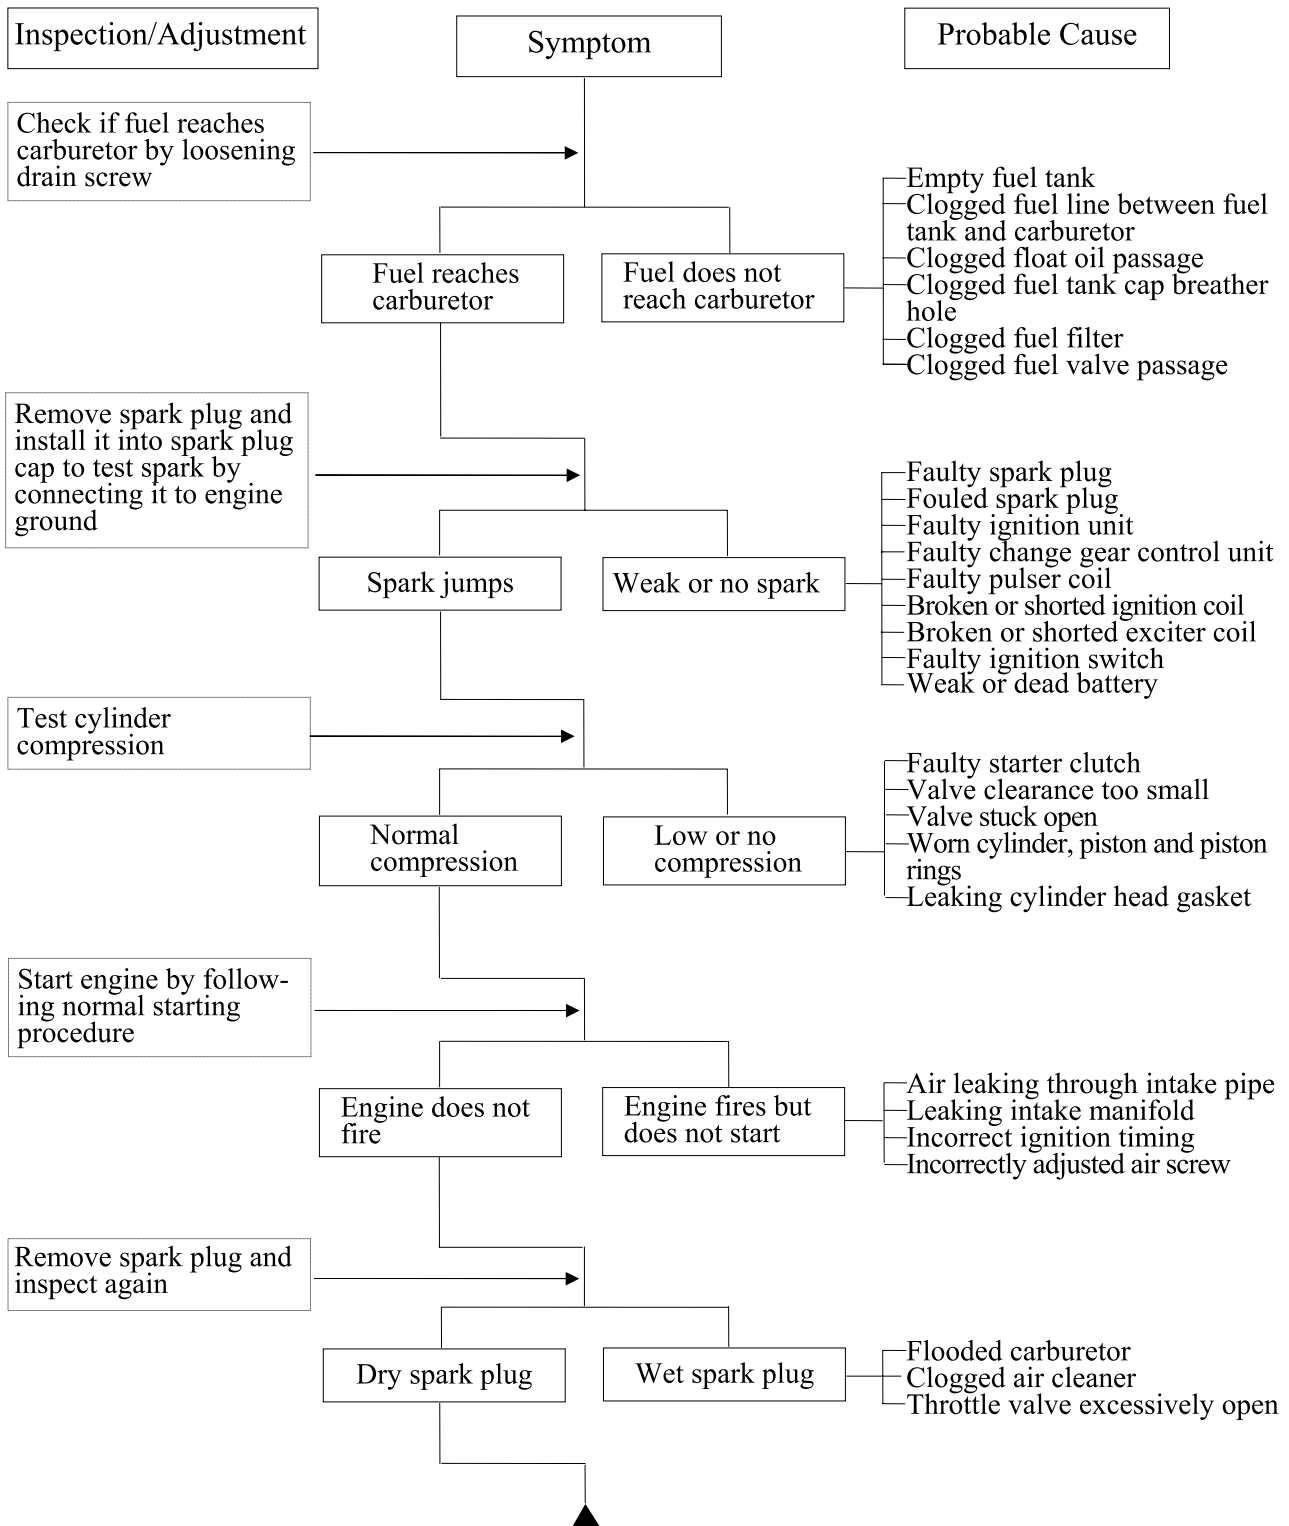 Inspection/Adjustment
Symptom
Probable Cause
Check if fuel reaches
carburetor by loosening
drain screw
Fuel reaches
carburetor
Fuel does not
reach carburetor
Empty fuel tank
Clogged fuel line between fuel
tank and carburetor
Clogged float oil passage
Clogged fuel tank cap breather
hole
Clogged fuel filter
Clogged fuel valve passage
Remove spark plug and
install it into spark plug
cap to test spark by
connecting it to engine
ground
Spark jumps
Weak or no spark
Faulty spark plug
Fouled spark plug
Faulty ignition unit
Faulty change gear control unit
Faulty pulser coil
Broken or shorted ignition coil
Broken or shorted exciter coil
Faulty ignition switch
Weak or dead battery
Test cylinder
compression
Normal
compression
Low or no
compression
Faulty starter clutch
Valve clearance too small
Valve stuck open
Worn cylinder, piston and piston
rings
Leaking cylinder head gasket
Start engine by follow-
ing normal starting
procedure
Engine does not
fire
Engine fires but
does not start
Air leaking through intake pipe
Leaking intake manifold
Incorrect ignition timing
Incorrectly adjusted air screw
Remove spark plug and
inspect again
Dry spark plug
Wet spark plug
Flooded carburetor
Clogged air cleaner
Throttle valve excessively open